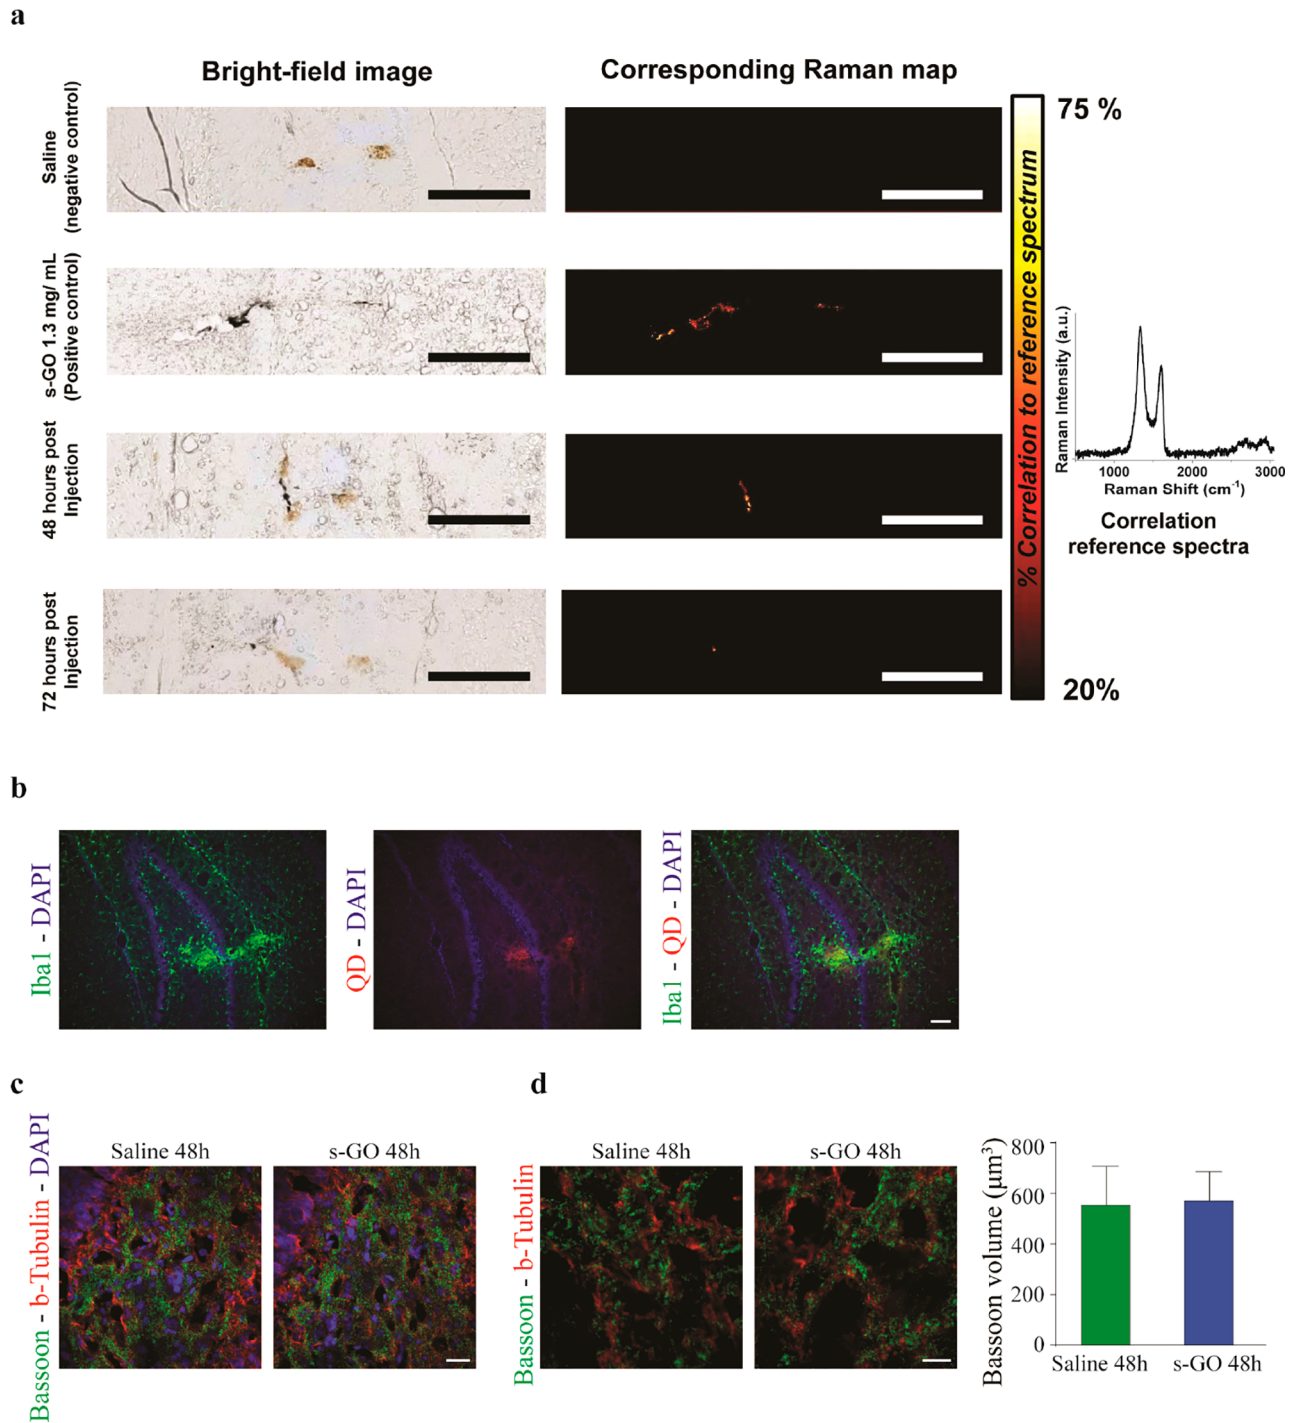 a
Bright-field image
Corresponding Raman map
Saline
(negative control)
s-GO 1.3 mg/ mL
(Positive control)
48 hours post
Injection
72 hours post
Injection
75 %
% Correlation to reference spectrum
20%
Raman Intensity (a.u.)
1000 2000 3000
Raman Shift (cm-1)
Correlation
reference spectra
b
Iba1 - DAPI
QD - DAPI
Iba1 - QD - DAPI
c
Bassoon - b-Tubulin - DAPI
Saline 48h
s-GO 48h
d
Bassoon - b-Tubulin
Saline 48h
s-GO 48h
Bassoon volume (µm³)
800
600
400
200
0
Saline 48h
s-GO 48h